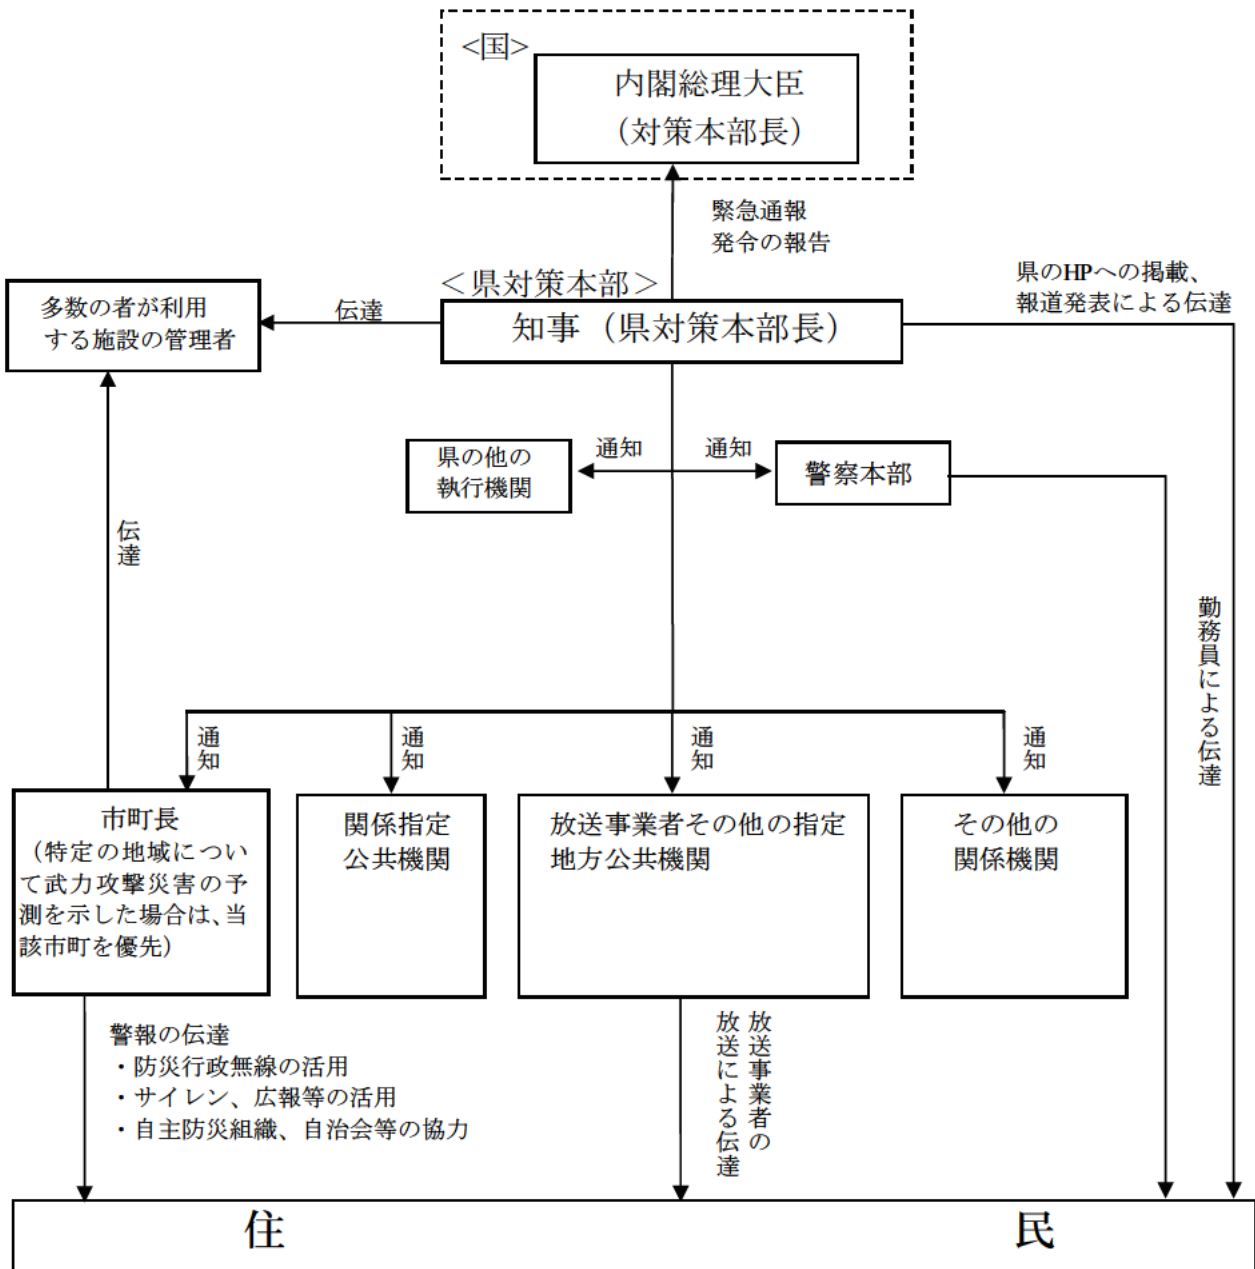 <国>
内閣総理大臣
（対策本部長）
緊急通報
発令の報告
＜県対策本部＞
県のHPへの掲載、
報道発表による伝達
多数の者が利用
する施設の管理者
伝達
知事（県対策本部長）
県の他の
執行機関
通知
通知
警察本部
伝達
勤務員による伝達
通知
通知
通知
通知
市町長
（特定の地域につい
て武力攻撃災害の予
測を示した場合は、当
該市町を優先）
関係指定
公共機関
放送事業者その他の指定
地方公共機関
その他の
関係機関
警報の伝達
・防災行政無線の活用
・サイレン、広報等の活用
・自主防災組織、自治会等の協力
放送事業者の
放送による伝達
住民